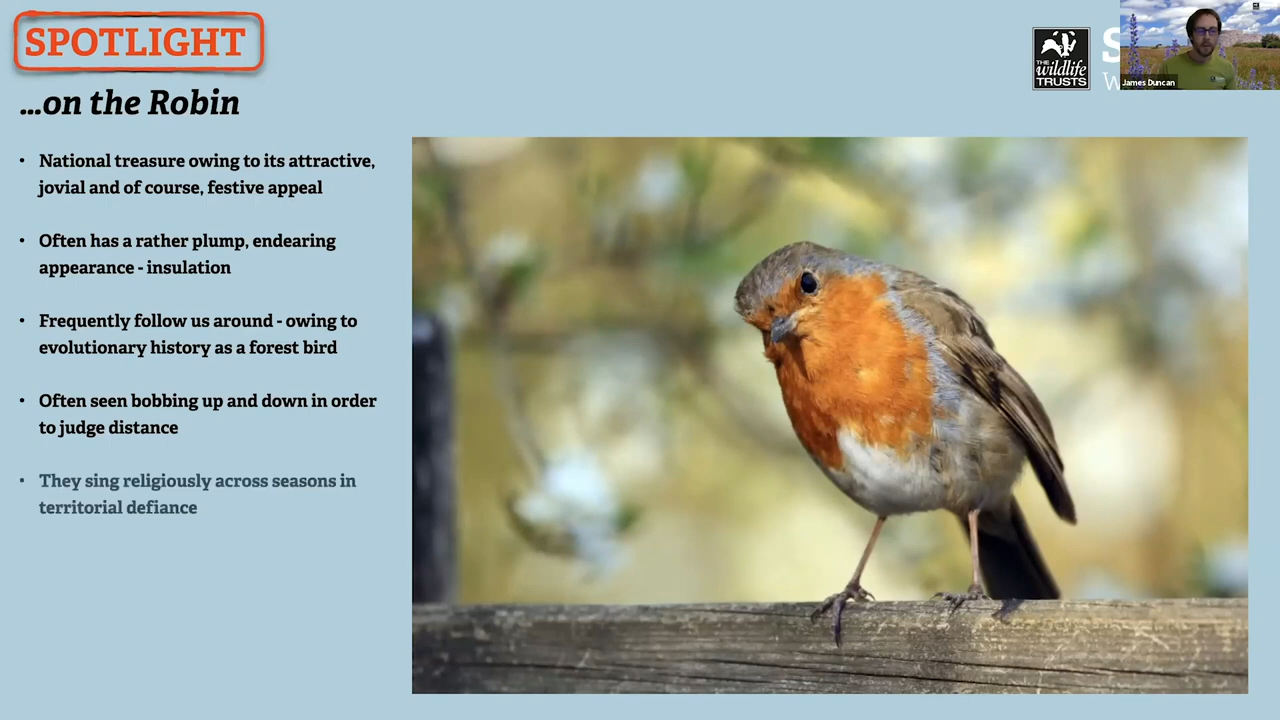 SPOTLIGHT
...on the Robin
• National treasure owing to its attractive,
jovial and of course, festive appeal
• Often has a rather plump, endearing
appearance - insulation
• Frequently follow us around - owing to
evolutionary history as a forest bird
• Often seen bobbing up and down in order
to judge distance
• They sing religiously across seasons in
territorial defiance
THE
wildlife
TRUSTS
S
W
James Duncan